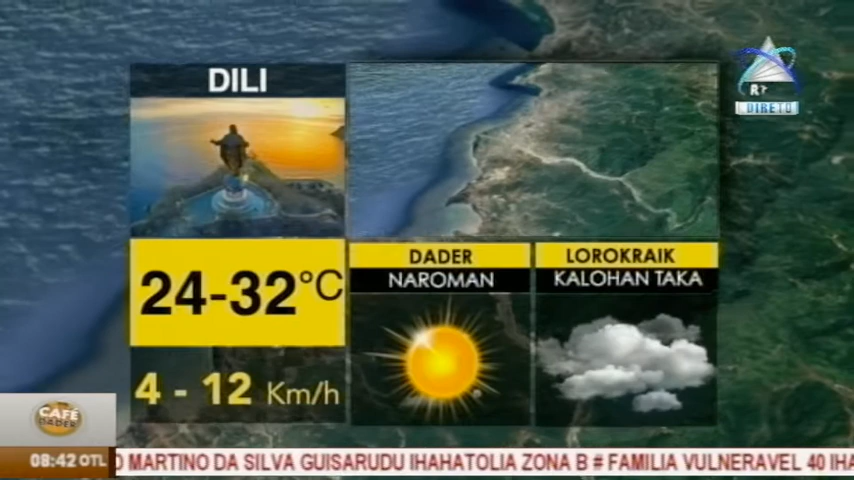 DILI
24-32°C
4 - 12 Km/h
DADER
NAROMAN
LOROKRAIK
KALOHAN TAKA
DIRETO
CAFÉ
DADER
08:42 OTL
MARTINO DA SILVA GUISARUDU IHAHATOLIA ZONA B # FAMILIA VULNERAVEL 40 IHA